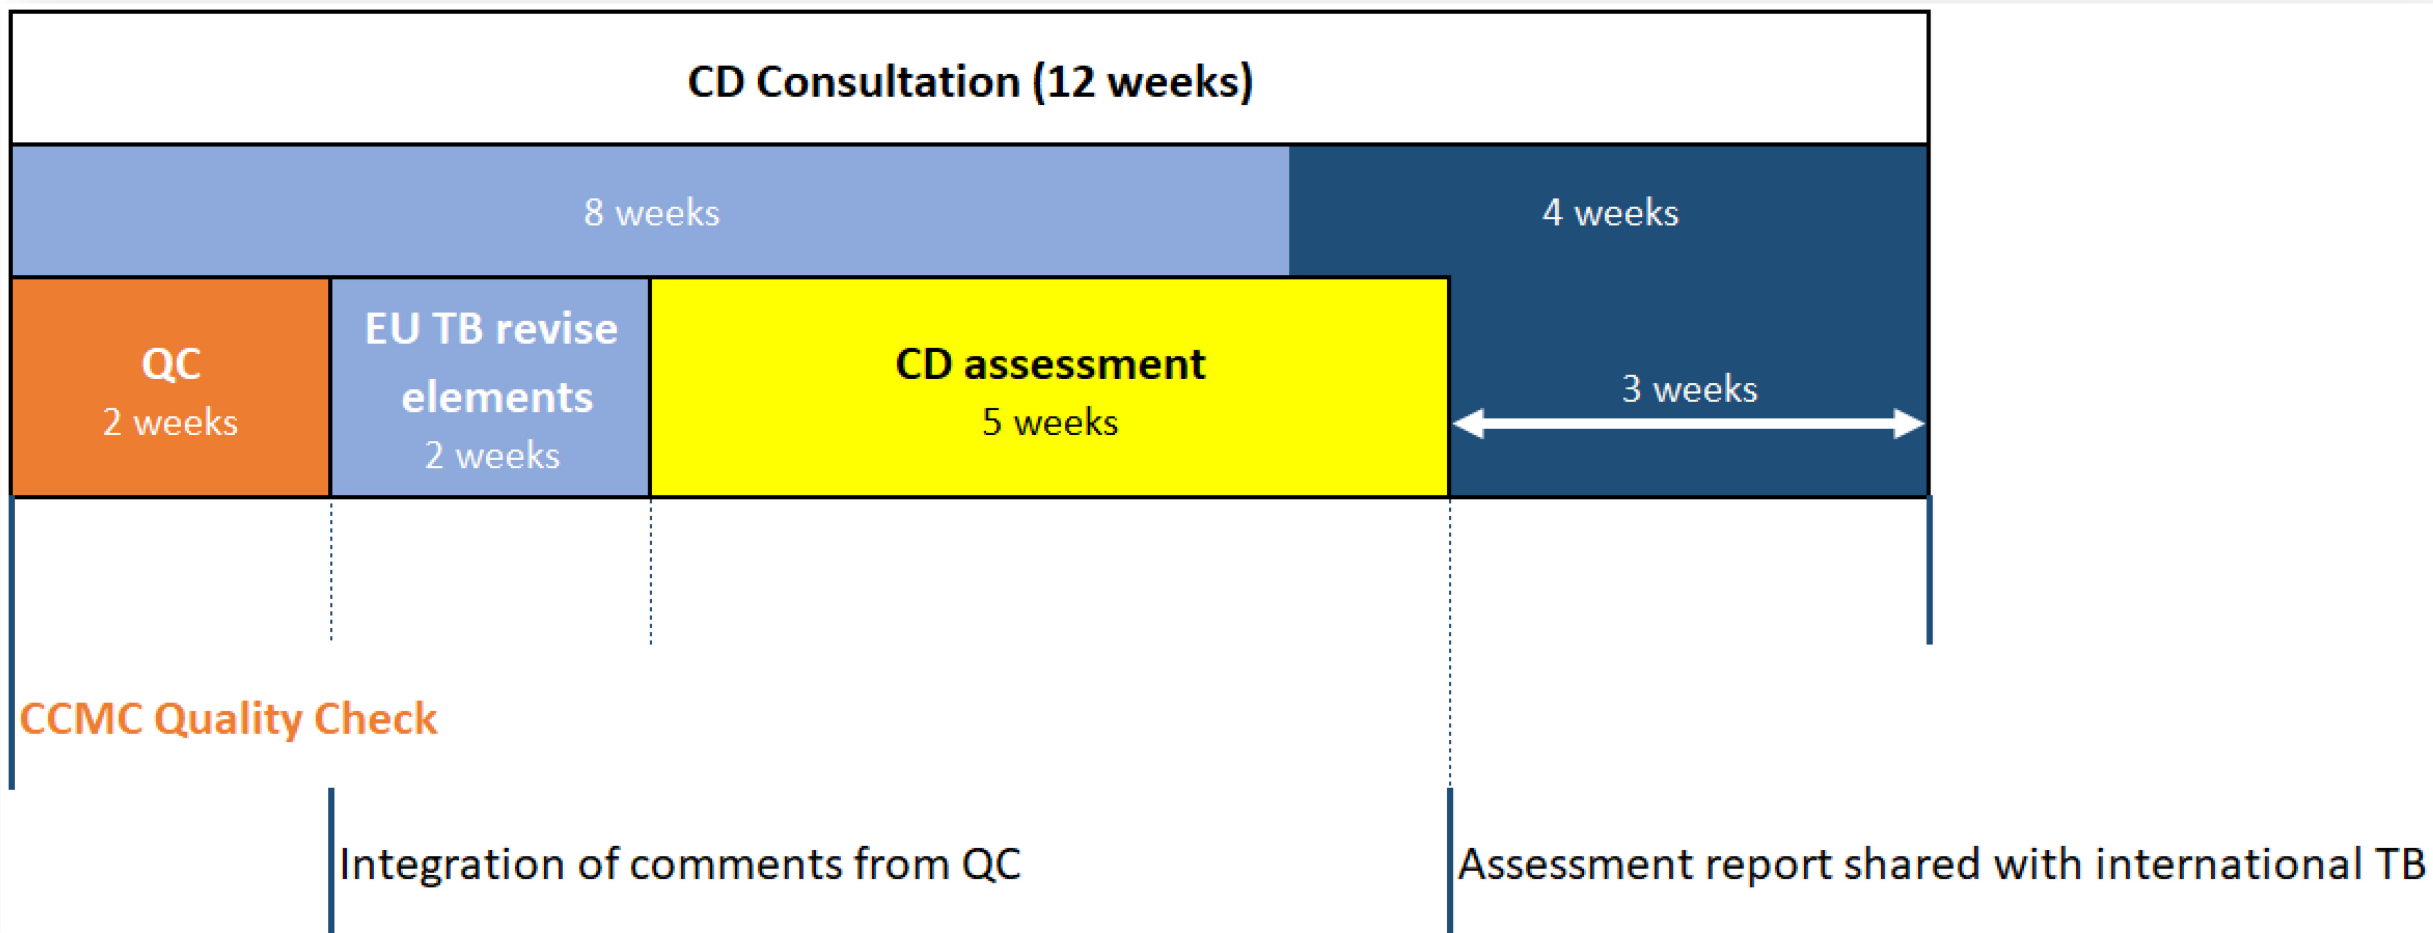 CD Consultation (12 weeks)
8 weeks
4 weeks
QC
2 weeks
EU TB revise
elements
2 weeks
CD assessment
5 weeks
3 weeks
CCMC Quality Check
Integration of comments from QC
Assessment report shared with international TB